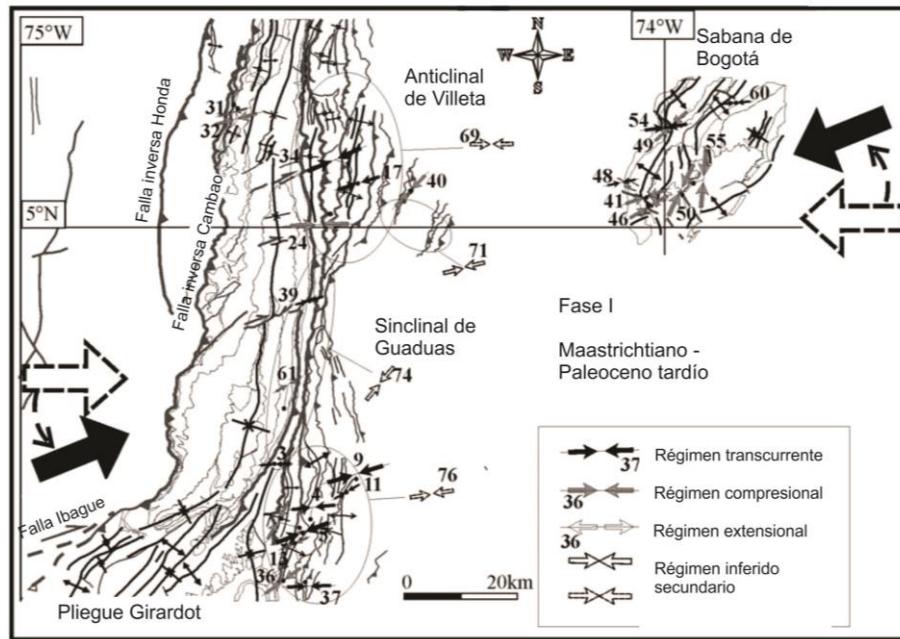 75°W
N
W E
S
74°W
Sabana de
Bogotá
Anticlinal
de Villeta
Falla inversa Honda
Falla inversa Cambao
31
32
34
17
69
40
54
60
49
55
48
41
46
50
5°N
24
71
39
Sinclinal de
Guaduas
Fase I
Maastrichtiano -
Paleoceno tardío
61
74
3
9
11
4
5
76
13
36
37
Falla Ibague
Pliegue Girardot
0 20km
37 Régimen transcurrente
36 Régimen compresional
36 Régimen extensional
Régimen inferido
secundario